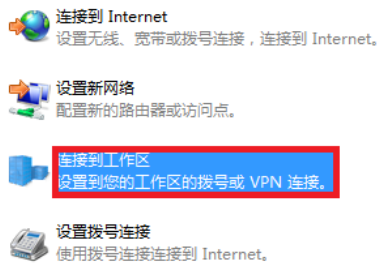 连接到 Internet
设置无线、宽带或拨号连接，连接到 Internet。
设置新网络
配置新的路由器或访问点。
连接到工作区
设置到您的工作区的拨号或 VPN 连接。
设置拨号连接
使用拨号连接连接到 Internet。